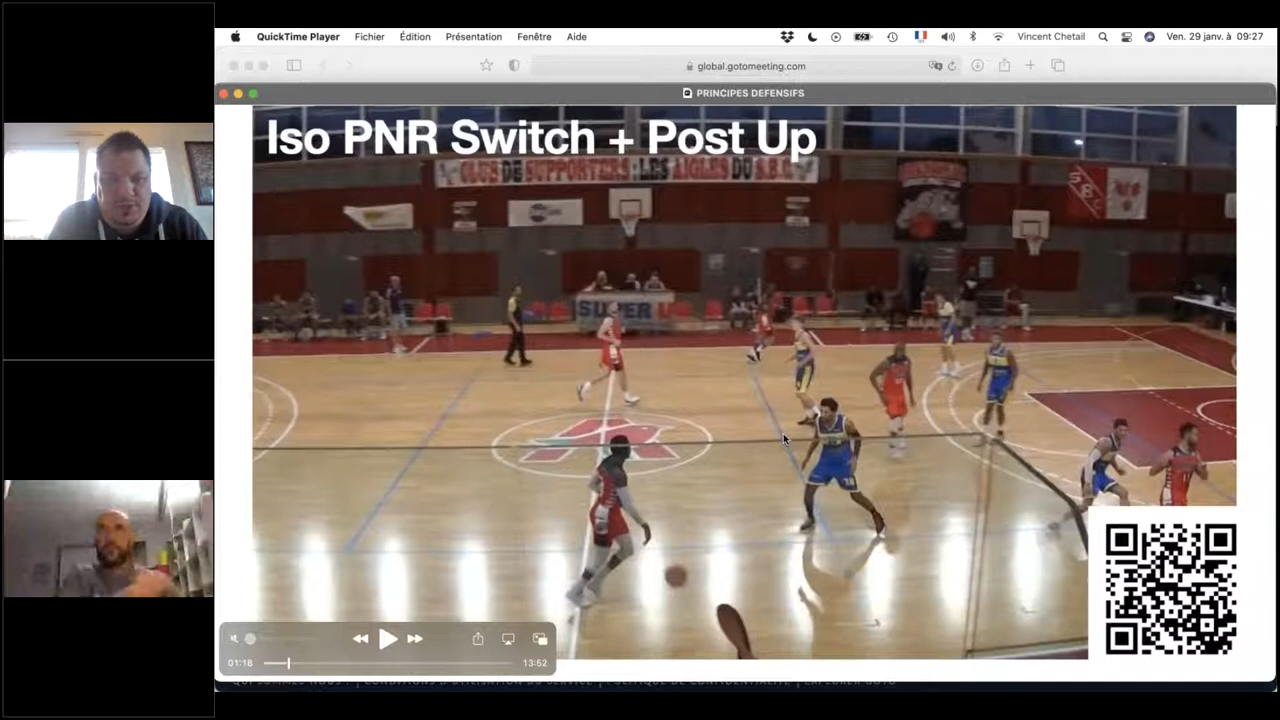 QuickTime Player Fichier Édition Présentation Fenêtre Aide Vincent Chetail Ven. 29 janv. à 09:27
global.gotomeeting.com
PRINCIPES DEFENSIFS
Iso PNR Switch + Post Up
CLUB DE SUPPORTERS : LES AIGLES DU S.B.C.
SBC
SUPER U
01:18 13:52